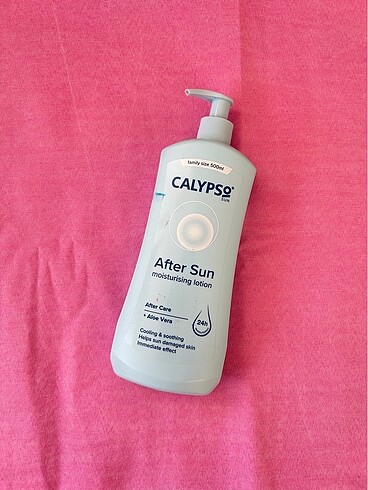 family size 500ml
CALYPSO®
sun
After Sun
moisturising lotion
After Care
+ Aloe Vera
24h
Cooling & soothing
Helps sun damaged skin
Immediate effect